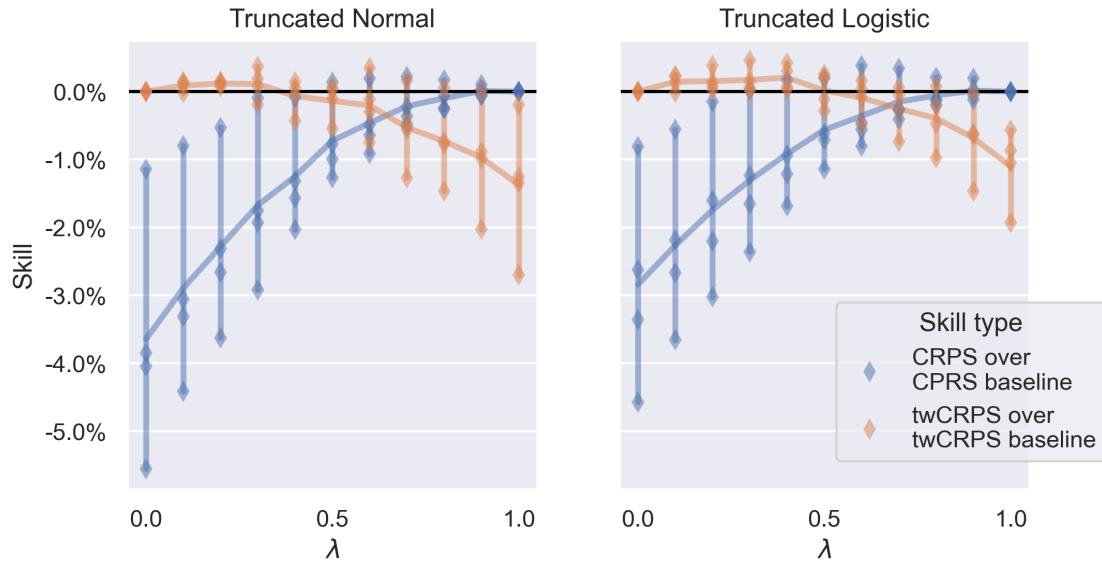 Truncated Normal
Truncated Logistic
Skill
0.0%
-1.0%
-2.0%
-3.0%
-4.0%
-5.0%
0.0
0.5
1.0
λ
0.0
0.5
1.0
λ
Skill type
CRPS over
CPRS baseline
twCRPS over
twCRPS baseline